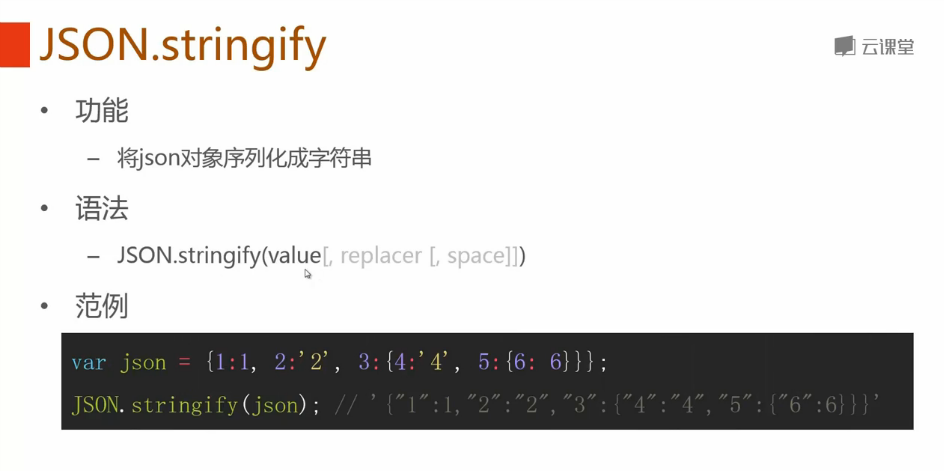 JSON.stringify
云课堂
• 功能
– 将json对象序列化成字符串
• 语法
– JSON.stringify(value[, replacer [, space]])
• 范例
var json = {1:1, 2:'2', 3:{4:'4', 5:{6: 6}}};
JSON.stringify(json); // '{"1":1,"2":"2","3":{"4":"4","5":{"6":6}}}'